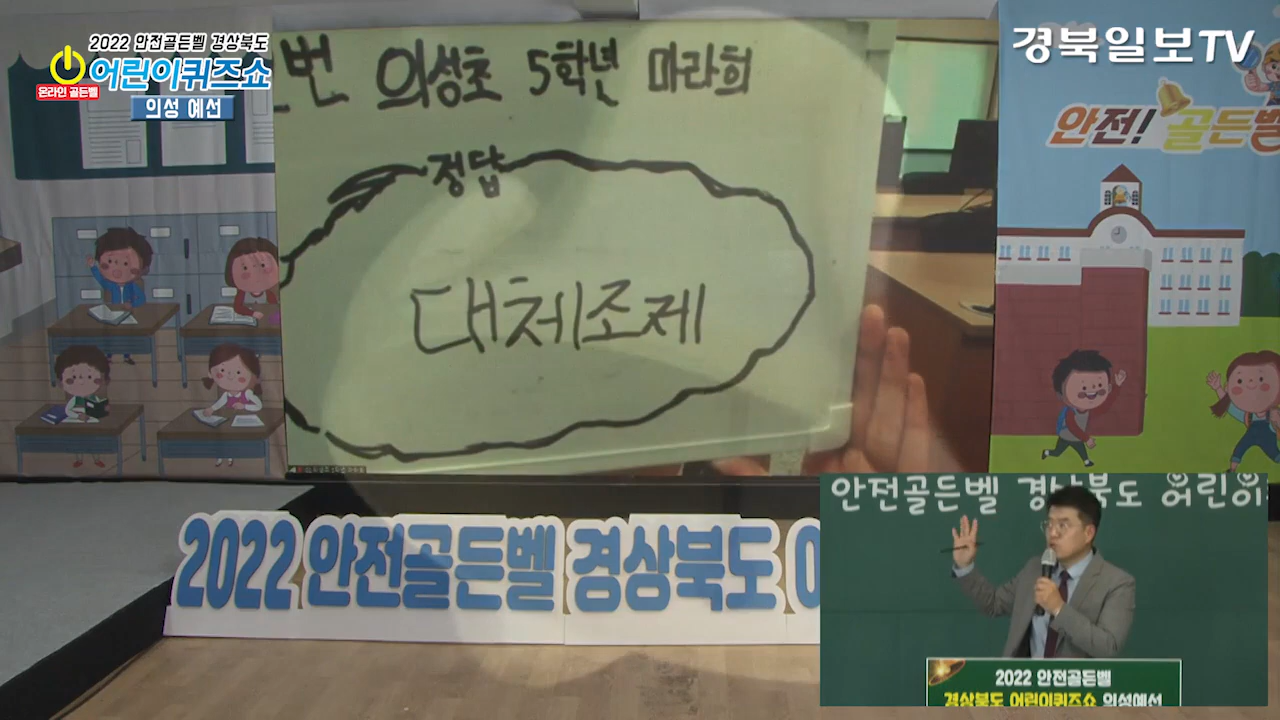 2022 안전골든벨 경상북도
어린이퀴즈쇼
온라인 골든벨
의성 예선
경북일보TV
번 의성초 5학년 마라희
정답
대체조제
안전! 골든벨
2022 안전골든벨 경상북도 어
안전골든벨 경상북도 어린이
2022 안전골든벨
경상북도 어린이퀴즈쇼 의성예선